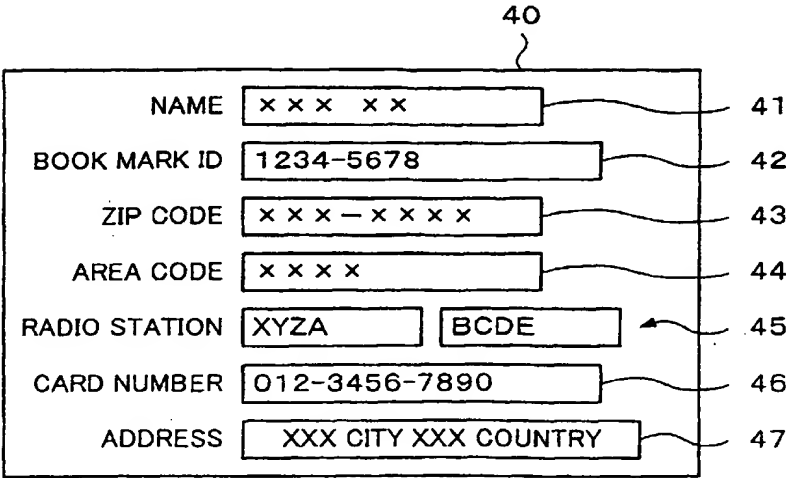 40
NAME × × × × × 41
BOOK MARK ID 1234-5678 42
ZIP CODE × × × – × × × × 43
AREA CODE × × × × 44
RADIO STATION XYZA BCDE 45
CARD NUMBER 012-3456-7890 46
ADDRESS XXX CITY XXX COUNTRY 47